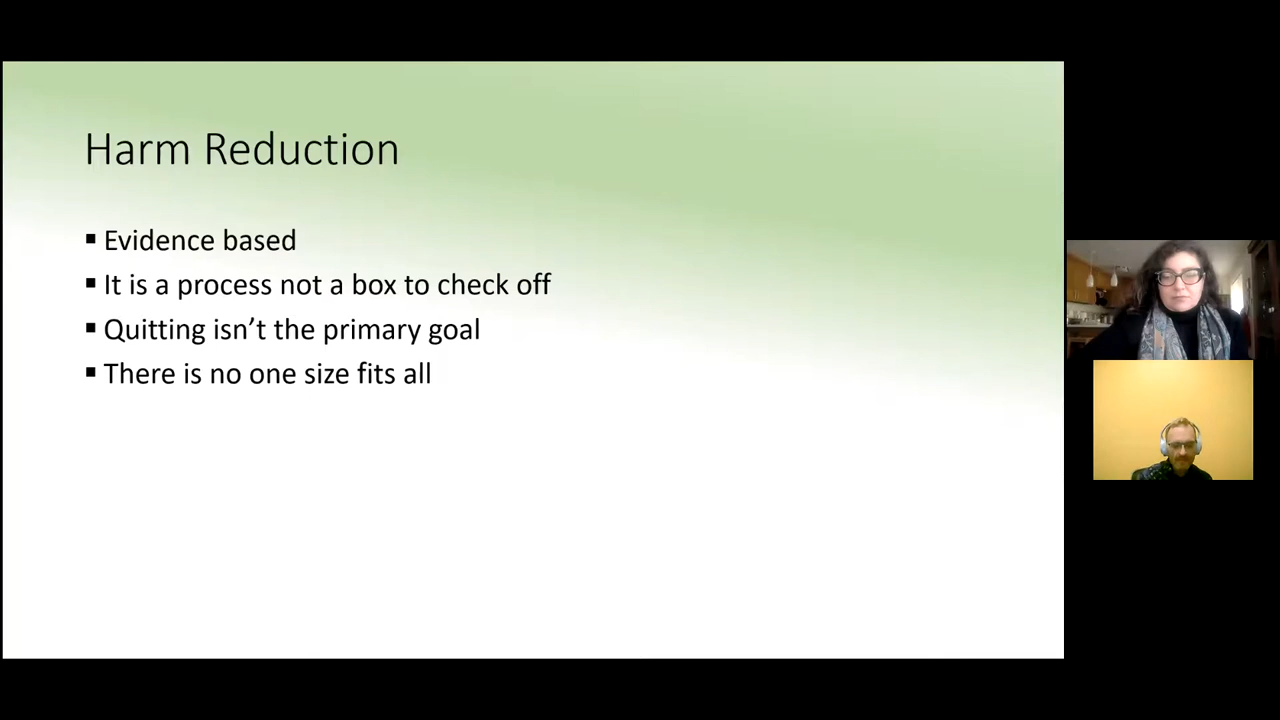 Harm Reduction
▪ Evidence based
▪ It is a process not a box to check off
▪ Quitting isn’t the primary goal
▪ There is no one size fits all